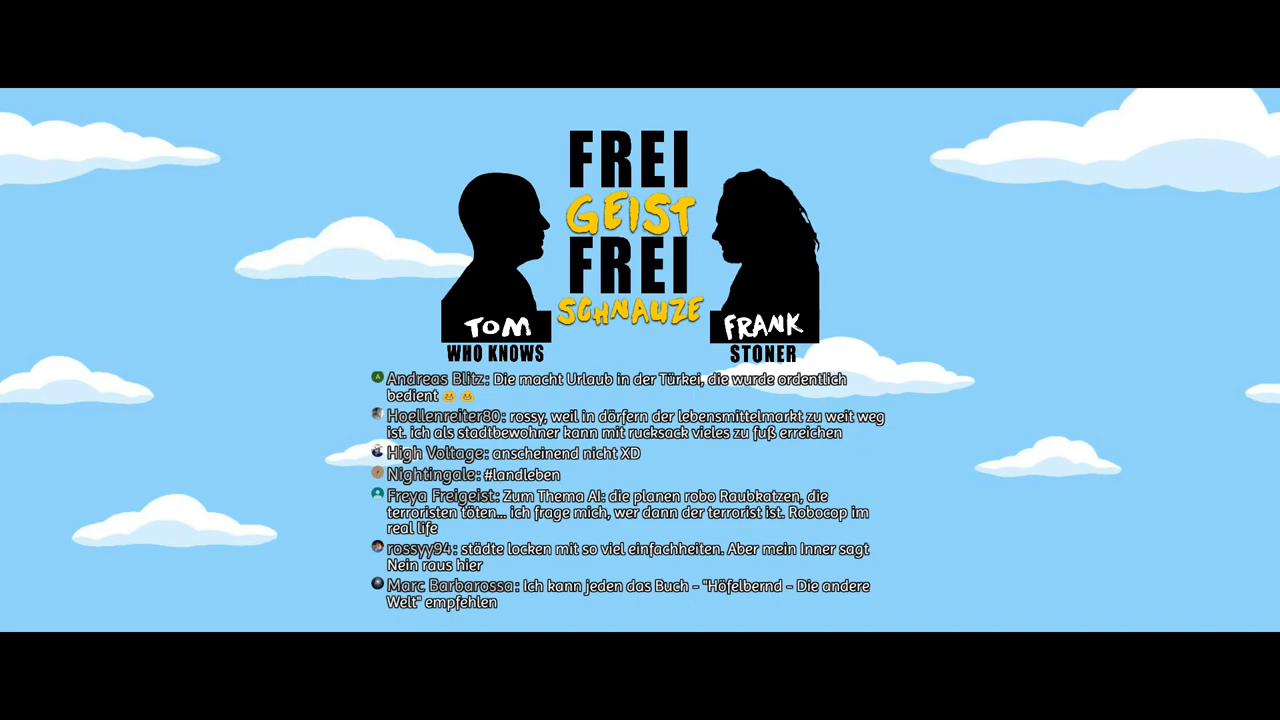 FREI
GEIST
FREI
SCHNAUZE
TOM
WHO KNOWS
FRANK
STONER
Andreas Blitz: Die macht Urlaub in der Türkei, die wurde ordentlich
bedient 😄 😄
Hoellenreiter80: rossy, weil in dörfern der lebensmittelmarkt zu weit weg
ist. ich als stadtbewohner kann mit rucksack vieles zu fuß erreichen
High Voltage: anscheinend nicht XD
Nightingale: #landleben
Freya Freigeist: Zum Thema AI: die planen robo Raubkatzen, die
terroristen töten... ich frage mich, wer dann der terrorist ist. Robocop im
real life
rossyy94: städte locken mit so viel einfachheiten. Aber mein Inner sagt
Nein raus hier
Marc Barbarossa: Ich kann jeden das Buch - "Höfelbernd - Die andere
Welt" empfehlen